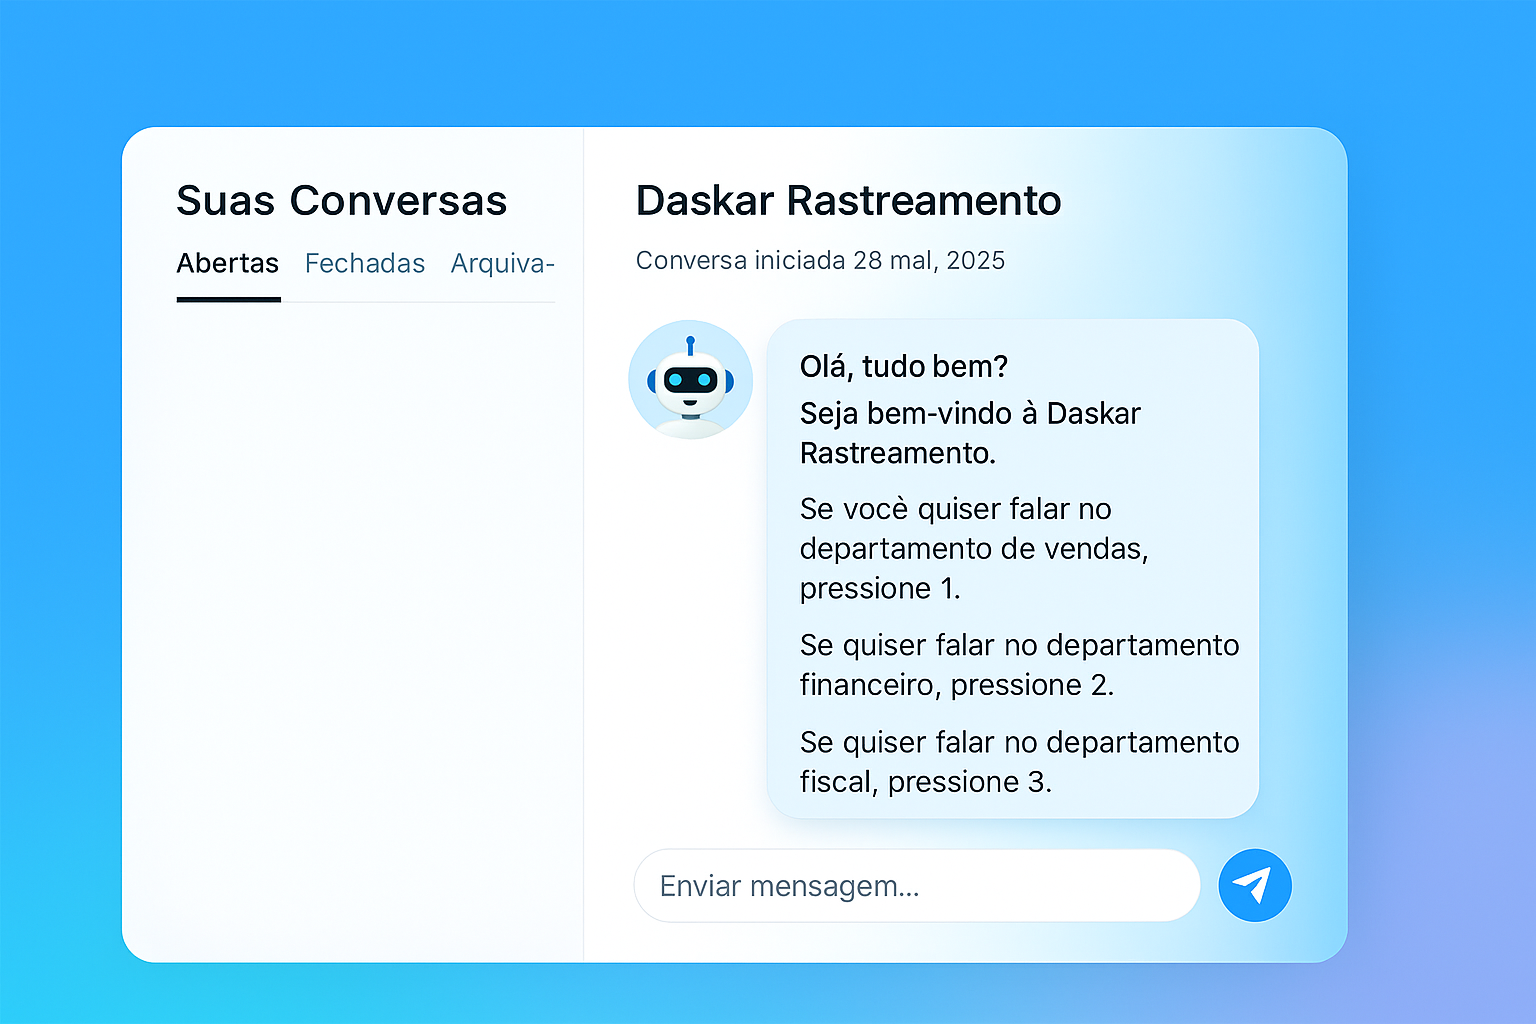 Suas Conversas
Abertas Fechadas Arquiva-
Daskar Rastreamento
Conversa iniciada 28 mal, 2025
Olá, tudo bem?
Seja bem-vindo à Daskar
Rastreamento.
Se vocè quiser falar no
departamento de vendas,
pressione 1.
Se quiser falar no departamento
financeiro, pressione 2.
Se quiser falar no departamento
fiscal, pressione 3.
Enviar mensagem...